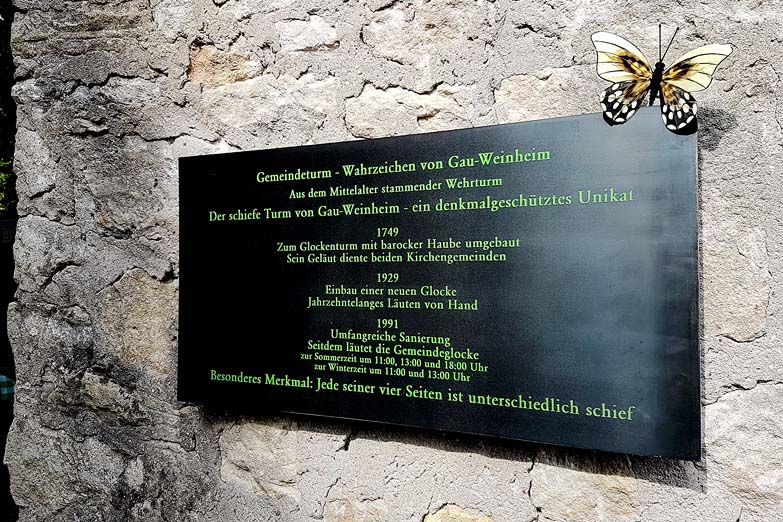 Gemeindeturm - Wahrzeichen von Gau-Weinheim
Aus dem Mittelalter stammender Wehrturm
Der schiefe Turm von Gau-Weinheim - ein denkmalgeschütztes Unikat
1749
Zum Glockenturm mit barocker Haube umgebaut
Sein Geläut diente beiden Kirchengemeinden
1929
Einbau einer neuen Glocke
Jahrzehntelanges Läuten von Hand
1991
Umfangreiche Sanierung
Seitdem läutet die Gemeindeglocke
zur Sommerzeit um 11:00, 13:00 und 18:00 Uhr
zur Winterzeit um 11:00 und 13:00 Uhr
Besonderes Merkmal: Jede seiner vier Seiten ist unterschiedlich schief